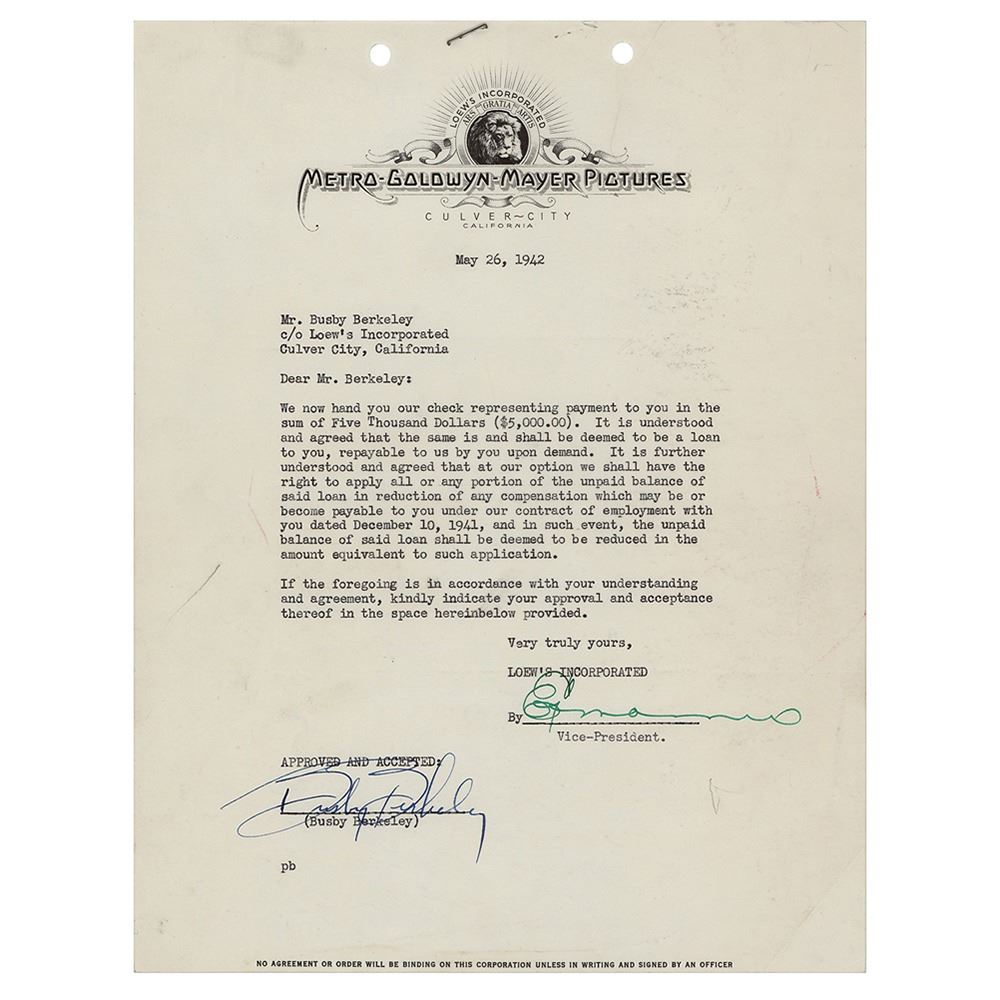 LOEW'S INCORPORATED
ARS GRATIA ARTIS
METRO-GOLDWYN-MAYER PICTURES
CULVER~CITY
CALIFORNIA
May 26, 1942
Mr. Busby Berkeley
c/o Loew's Incorporated
Culver City, California
Dear Mr. Berkeley:
We now hand you our check representing payment to you in the
sum of Five Thousand Dollars ($5,000.00). It is understood
and agreed that the same is and shall be deemed to be a loan
to you, repayable to us by you upon demand. It is further
understood and agreed that at our option we shall have the
right to apply all or any portion of the unpaid balance of
said loan in reduction of any compensation which may be or
become payable to you under our contract of employment with
you dated December 10, 1941, and in such event, the unpaid
balance of said loan shall be deemed to be reduced in the
amount equivalent to such application.
If the foregoing is in accordance with your understanding
and agreement, kindly indicate your approval and acceptance
thereof in the space hereinbelow provided.
Very truly yours,
LOEW'S INCORPORATED
By
Vice-President.
APPROVED AND ACCEPTED:
Busby Berkeley
(Busby Berkeley)
pb
NO AGREEMENT OR ORDER WILL BE BINDING ON THIS CORPORATION UNLESS IN WRITING AND SIGNED BY AN OFFICER